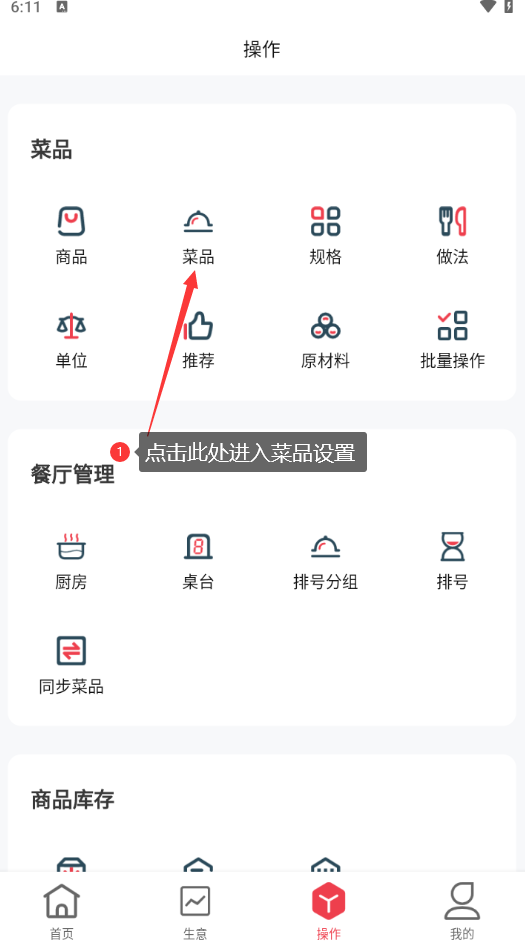 6:11
A
操作
菜品
商品 菜品 规格 做法
单位 推荐 原材料 批量操作
1 点击此处进入菜品设置
餐厅管理
8
厨房 桌台 排号分组 排号
同步菜品
商品库存
首页 生意 操作 我的